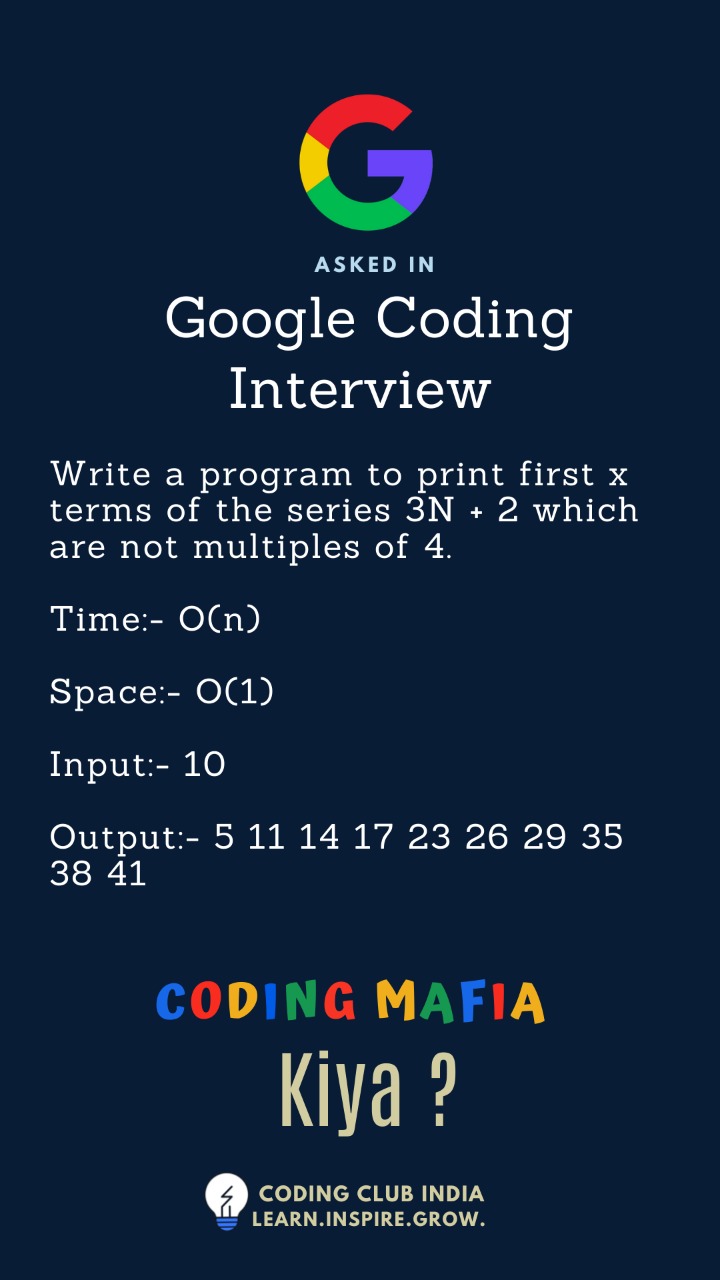 ASKED IN
Google Coding
Interview
Write a program to print first x
terms of the series 3N + 2 which
are not multiples of 4.
Time:- O(n)
Space:- O(1)
Input:- 10
Output:- 5 11 14 17 23 26 29 35
38 41
CODING MAFIA
Kiya ?
CODING CLUB INDIA
LEARN.INSPIRE.GROW.